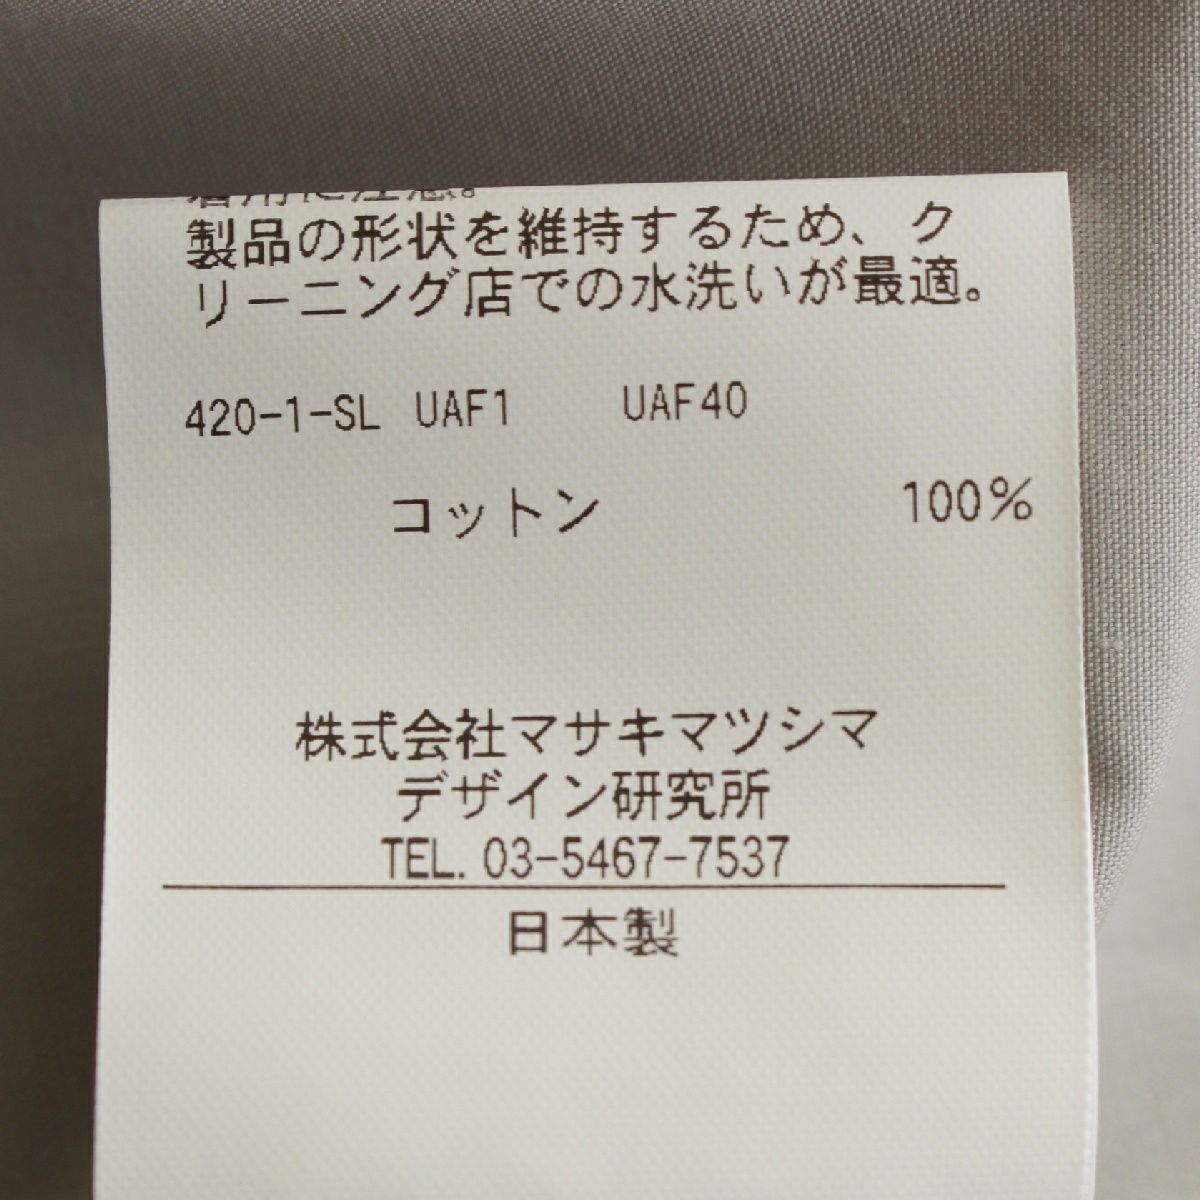 製品の形状を維持するため、ク
リーニング店での水洗いが最適。
420-1-SL UAF1 UAF40
コットン 100%
株式会社マサキマツシマ
デザイン研究所
TEL. 03-5467-7537
日本製